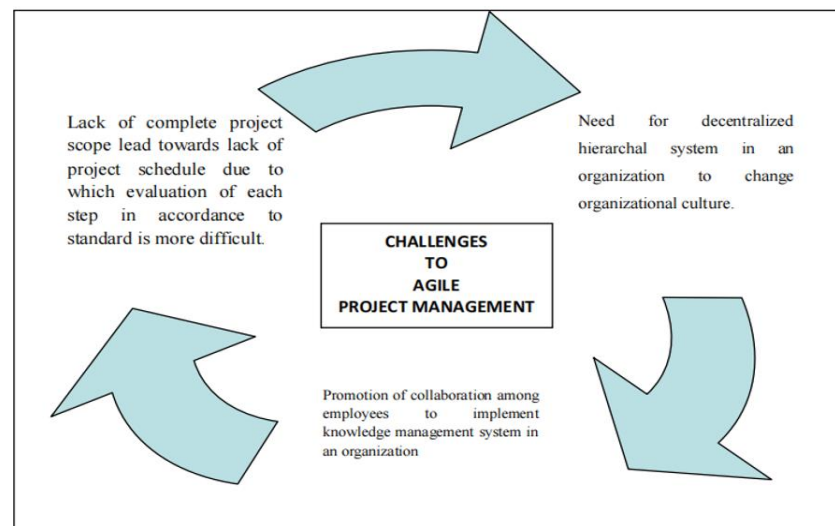 Lack of complete project
scope lead towards lack of
project schedule due to
which evaluation of each
step in accordance to
standard is more difficult.
Need for decentralized
hierarchal system in an
organization to change
organizational culture.
CHALLENGES
TO
AGILE
PROJECT MANAGEMENT
Promotion of collaboration among
employees to implement
knowledge management system in
an organization